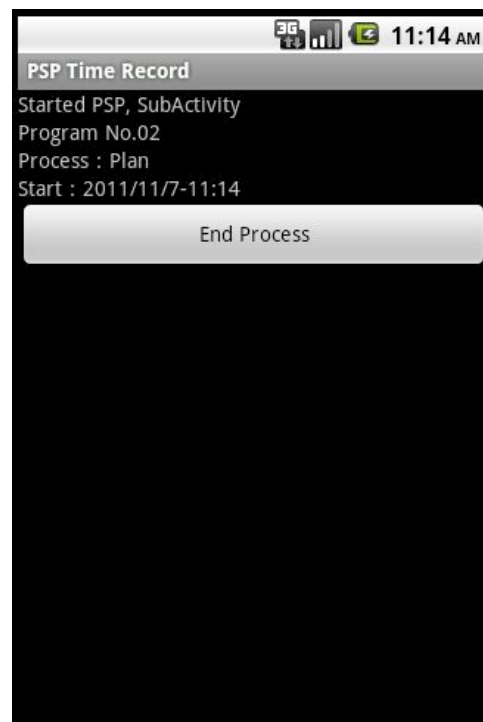 3G 11:14 AM
PSP Time Record
Started PSP, SubActivity
Program No.02
Process : Plan
Start : 2011/11/7-11:14
End Process